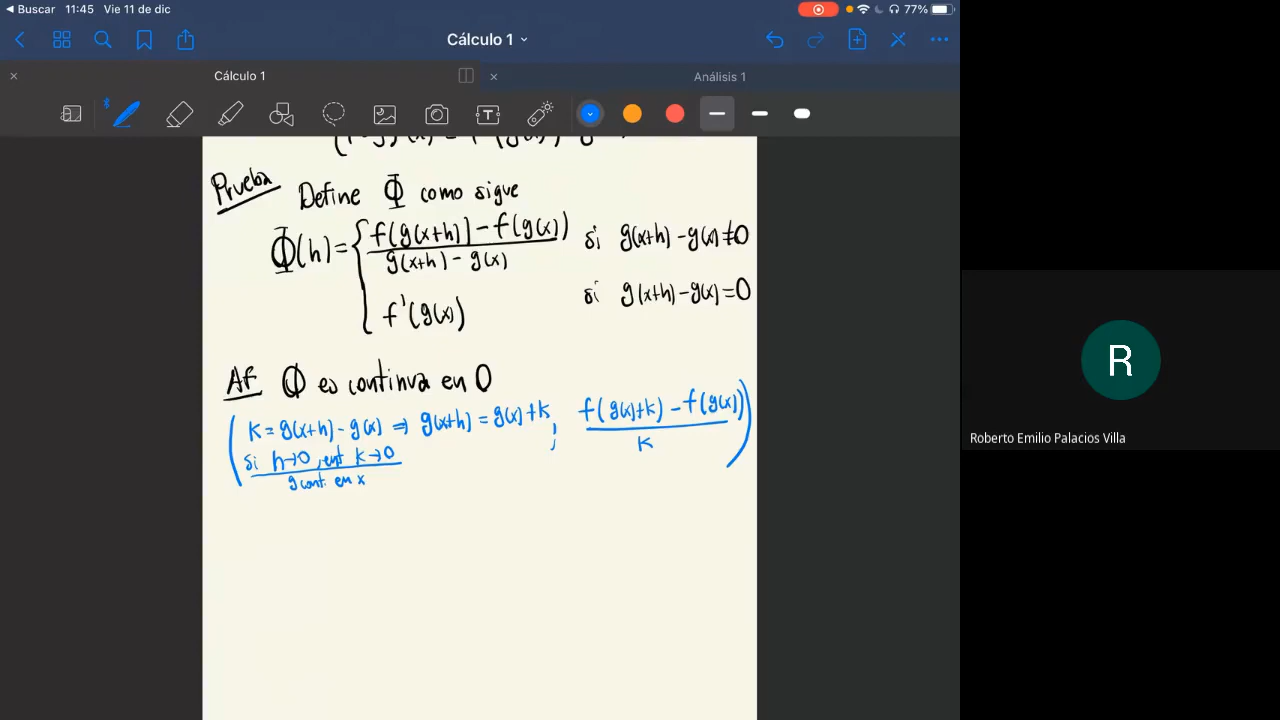 Buscar 11:45 Vie 11 de dic 77%
Cálculo 1
Cálculo 1 Análisis 1
Prueba Define Φ como sigue
Φ(h) = { f(g(x+h)) - f(g(x)) / g(x+h) - g(x) si g(x+h) - g(x) ≠ 0
f'(g(x)) si g(x+h) - g(x) = 0
Af Φ es continua en 0
( k = g(x+h) - g(x) ⇒ g(x+h) = g(x) + k ; f(g(x)+k) - f(g(x)) / k )
si h→0, ent k→0
g cont. en x
R
Roberto Emilio Palacios Villa